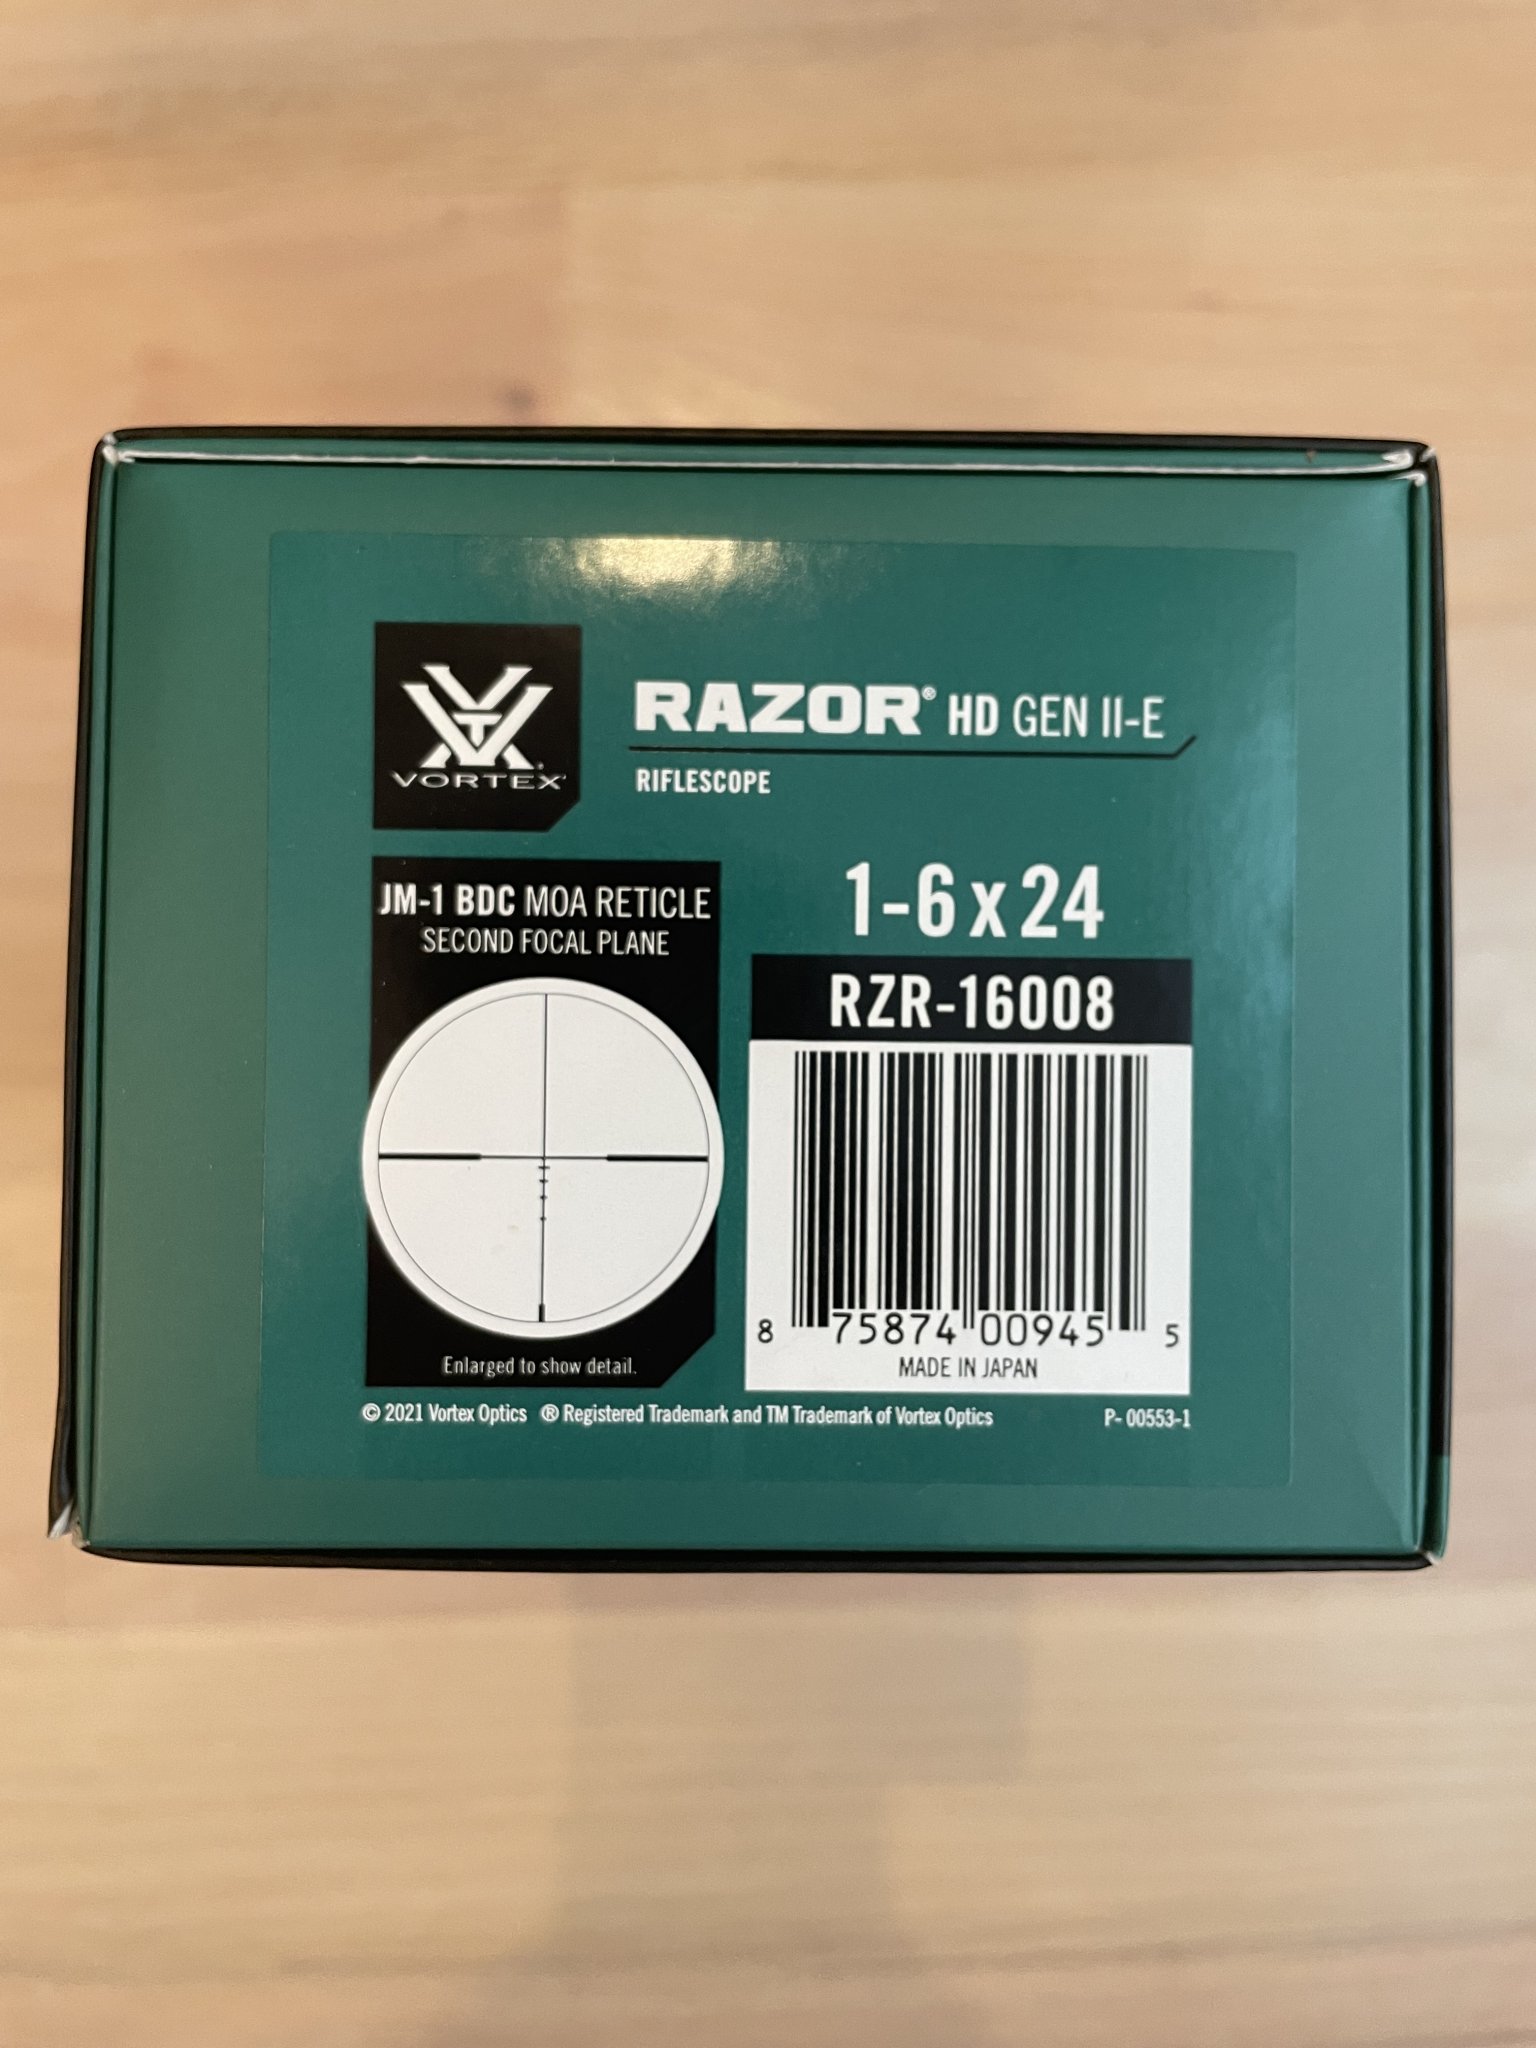 VORTEX
RAZOR® HD GEN II-E
RIFLESCOPE
JM-1 BDC MOA RETICLE
SECOND FOCAL PLANE
Enlarged to show detail.
1-6 x 24
RZR-16008
8 75874 00945 5
MADE IN JAPAN
© 2021 Vortex Optics ® Registered Trademark and TM Trademark of Vortex Optics P- 00553-1